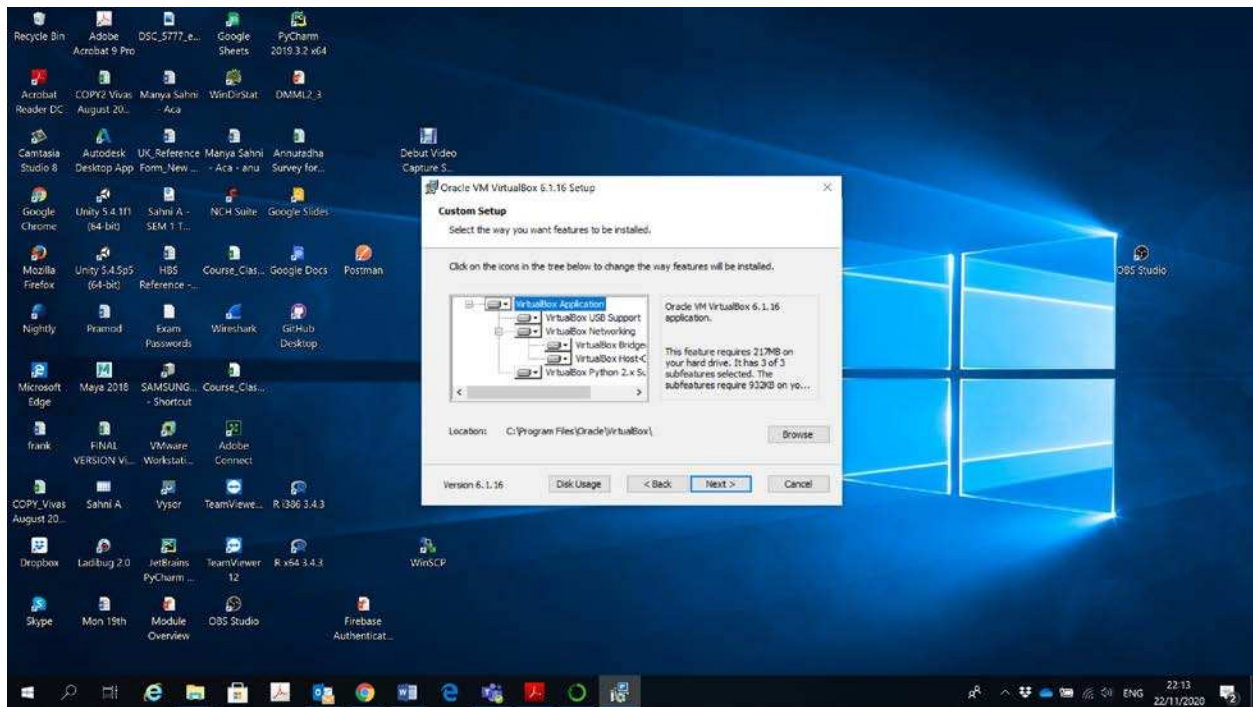 Recycle Bin
Adobe Acrobat 9 Pro
DSC_5777_e...
Google Sheets
PyCharm 2019.3.2 x64
Acrobat Reader DC
COPY2 Vivas August 20...
Manya Sahni - Aca
WinDirStat
DMML2_3
Camtasia Studio 8
Autodesk Desktop App
UK_Reference Form_New ...
Manya Sahni - Aca - anu
Annuradha Survey for...
Debut Video Capture S...
Google Chrome
Unity 5.4.1f1 (64-bit)
Sahni A - SEM 1 T...
NCH Suite
Google Slides
Mozilla Firefox
Unity 5.4.5p5 (64-bit)
HBS Reference -...
Course_Clas...
Google Docs
Postman
OBS Studio
Nightly
Pramod
Exam Passwords
Wireshark
GitHub Desktop
Microsoft Edge
Maya 2018
SAMSUNG... - Shortcut
Course_Clas...
frank
FINAL VERSION Vi...
VMware Workstati...
Adobe Connect
COPY_Vivas August 20...
Sahni A
Vysor
TeamViewe...
R i386 3.4.3
Dropbox
Ladibug 2.0
JetBrains PyCharm ...
TeamViewer 12
R x64 3.4.3
WinSCP
Skype
Mon 19th
Module Overview
OBS Studio
Firebase Authenticat...
Oracle VM VirtualBox 6.1.16 Setup
Custom Setup
Select the way you want features to be installed.
Click on the icons in the tree below to change the way features will be installed.
VirtualBox Application
VirtualBox USB Support
VirtualBox Networking
VirtualBox Bridge
VirtualBox Host-O
VirtualBox Python 2.x Su
Oracle VM VirtualBox 6.1.16
application.
This feature requires 217MB on
your hard drive. It has 3 of 3
subfeatures selected. The
subfeatures require 932KB on yo...
Location: C:\Program Files\Oracle\VirtualBox\
Browse
Version 6.1.16
Disk Usage
< Back
Next >
Cancel
ENG
22:13
22/11/2020